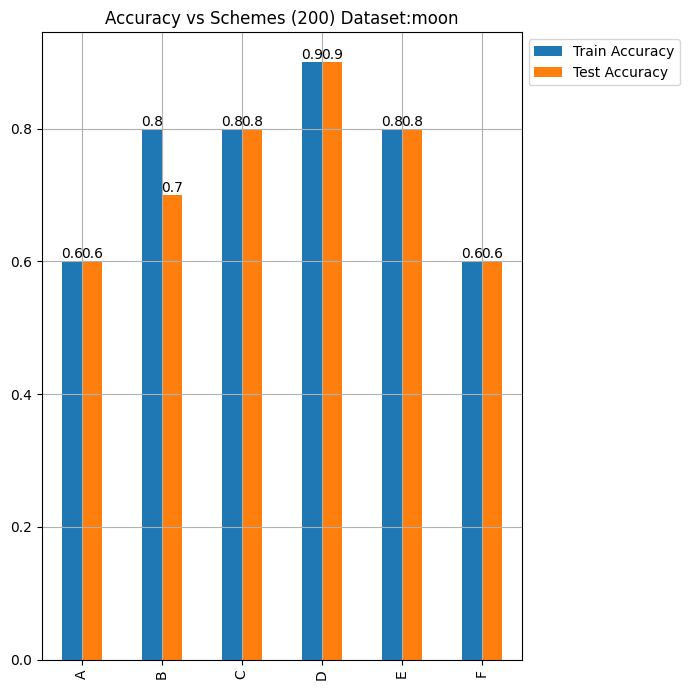 Accuracy vs Schemes (200) Dataset:moon
Train Accuracy
Test Accuracy
0.9 0.9
0.8 0.8 0.8 0.8 0.8
0.7
0.6 0.6 0.6 0.6
0.8
0.6
0.4
0.2
0.0
A B C D E F